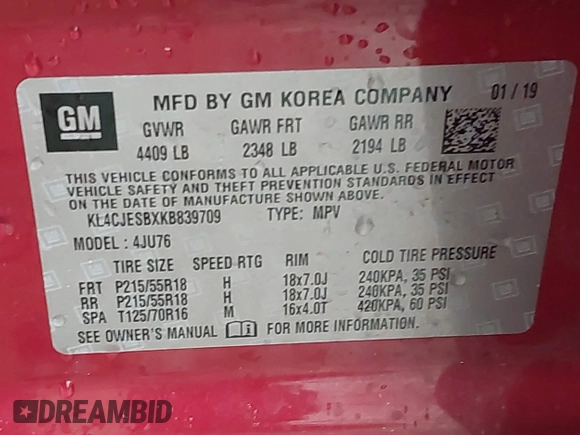 GM
MFD BY GM KOREA COMPANY 01 / 19
GVWR GAWR FRT GAWR RR
4409 LB 2348 LB 2194 LB
THIS VEHICLE CONFORMS TO ALL APPLICABLE U.S. FEDERAL MOTOR
VEHICLE SAFETY AND THEFT PREVENTION STANDARDS IN EFFECT
ON THE DATE OF MANUFACTURE SHOWN ABOVE.
KL4CJESBXKB839709 TYPE: MPV
MODEL : 4JU76
TIRE SIZE SPEED RTG RIM COLD TIRE PRESSURE
FRT P215/55R18 H 18x7.0J 240KPA, 35 PSI
RR P215/55R18 H 18x7.0J 240KPA, 35 PSI
SPA T125/70R16 M 16x4.0T 420KPA, 60 PSI
SEE OWNER'S MANUAL FOR MORE INFORMATION.
DREAMBID